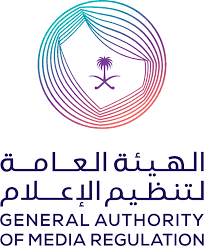 الهيئة العامة
لتنظيم الإعلام
GENERAL AUTHORITY
OF MEDIA REGULATION